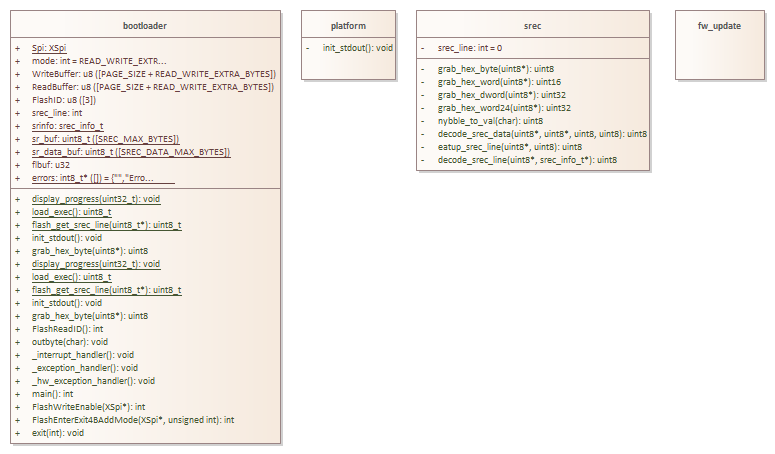 bootloader
+ Spi: XSpi
+ mode: int = READ_WRITE_EXTR...
+ WriteBuffer: u8 ([PAGE_SIZE + READ_WRITE_EXTRA_BYTES])
+ ReadBuffer: u8 ([PAGE_SIZE + READ_WRITE_EXTRA_BYTES])
+ FlashID: u8 ([3])
+ srec_line: int
+ srinfo: srec_info_t
+ sr_buf: uint8_t ([SREC_MAX_BYTES])
+ sr_data_buf: uint8_t ([SREC_DATA_MAX_BYTES])
+ flbuf: u32
+ errors: int8_t* ([]) = {"","Erro...
+ display_progress(uint32_t): void
+ load_exec(): uint8_t
+ flash_get_srec_line(uint8_t*): uint8_t
+ init_stdout(): void
+ grab_hex_byte(uint8*): uint8
+ display_progress(uint32_t): void
+ load_exec(): uint8_t
+ flash_get_srec_line(uint8_t*): uint8_t
+ init_stdout(): void
+ grab_hex_byte(uint8*): uint8
+ FlashReadID(): int
+ outbyte(char): void
+ _interrupt_handler(): void
+ _exception_handler(): void
+ _hw_exception_handler(): void
+ main(): int
+ FlashWriteEnable(XSpi*): int
+ FlashEnterExit4BAddMode(XSpi*, unsigned int): int
+ exit(int): void
platform
- init_stdout(): void
srec
- srec_line: int = 0
- grab_hex_byte(uint8*): uint8
- grab_hex_word(uint8*): uint16
- grab_hex_dword(uint8*): uint32
- grab_hex_word24(uint8*): uint32
- nybble_to_val(char): uint8
- decode_srec_data(uint8*, uint8*, uint8, uint8): uint8
- eatup_srec_line(uint8*, uint8): uint8
- decode_srec_line(uint8*, srec_info_t*): uint8
fw_update